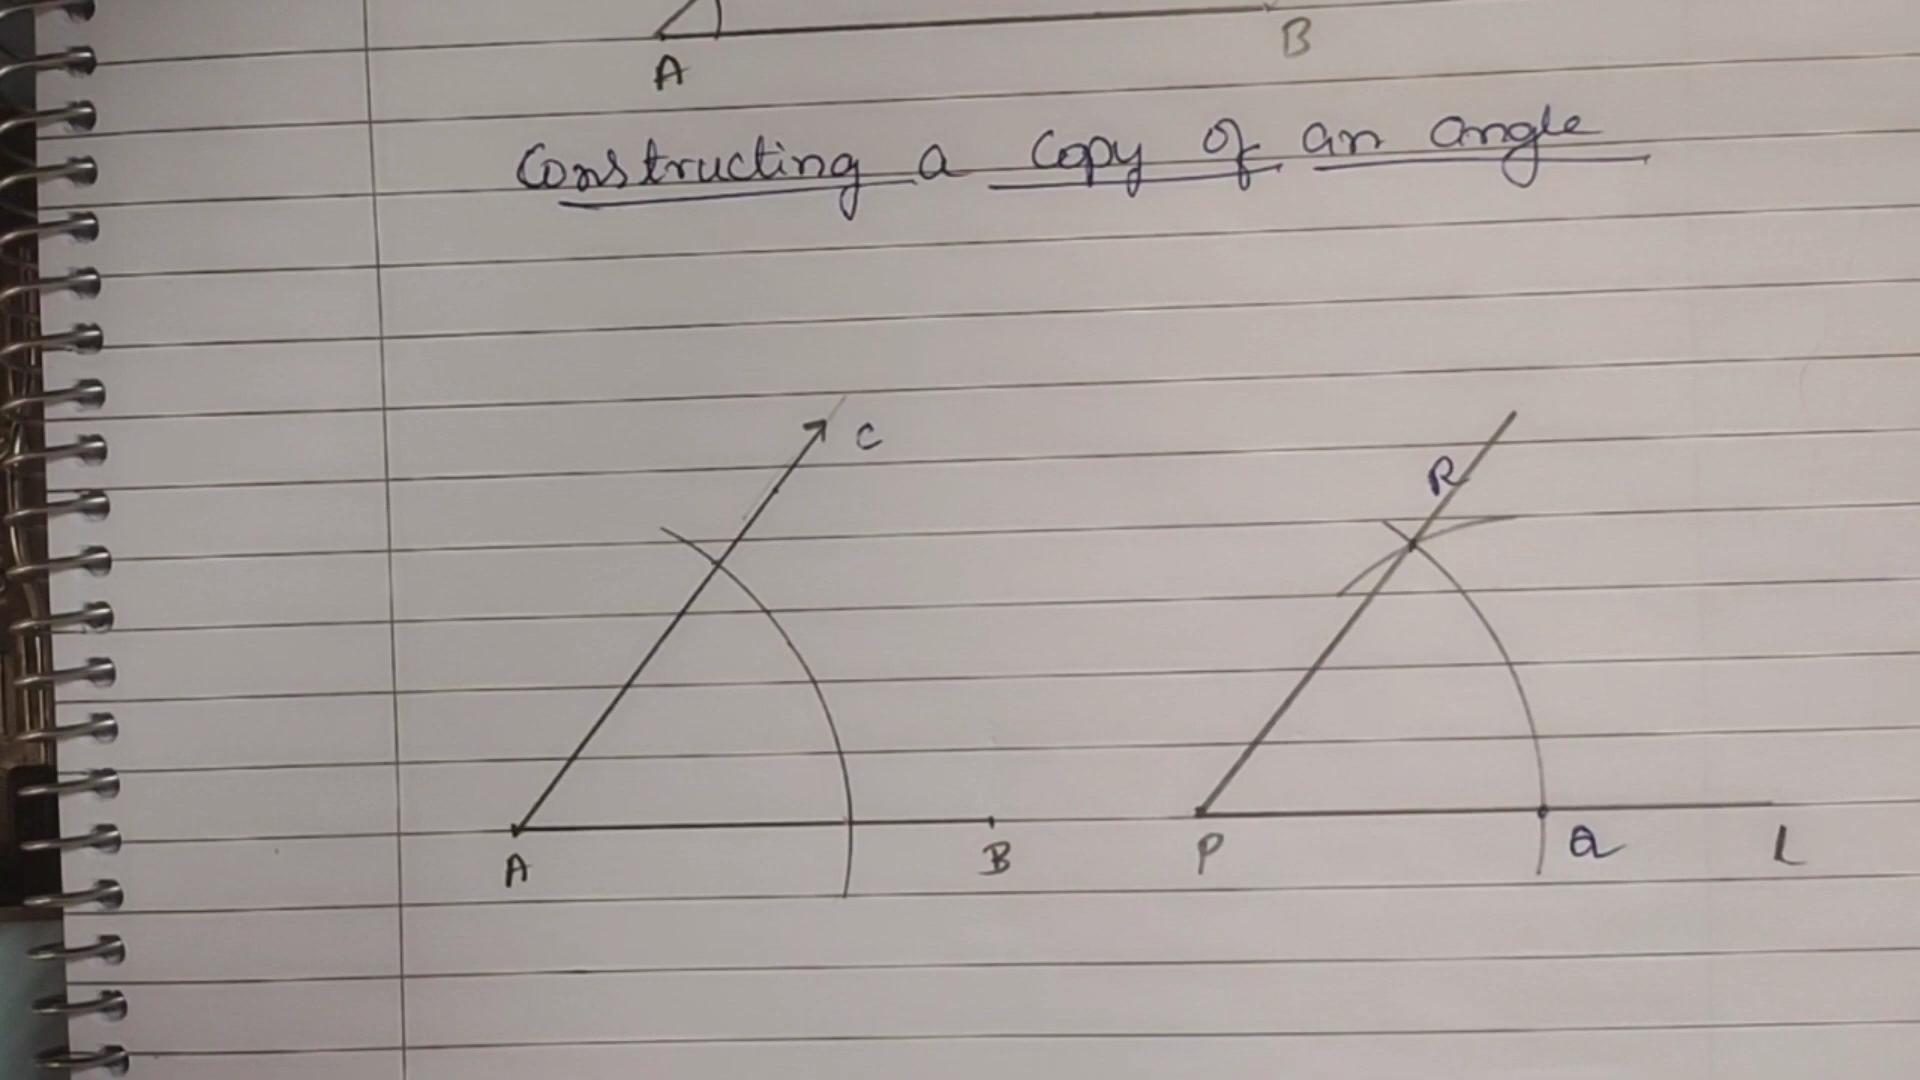 A B
Constructing a Copy of an angle
C
R
A B P Q L